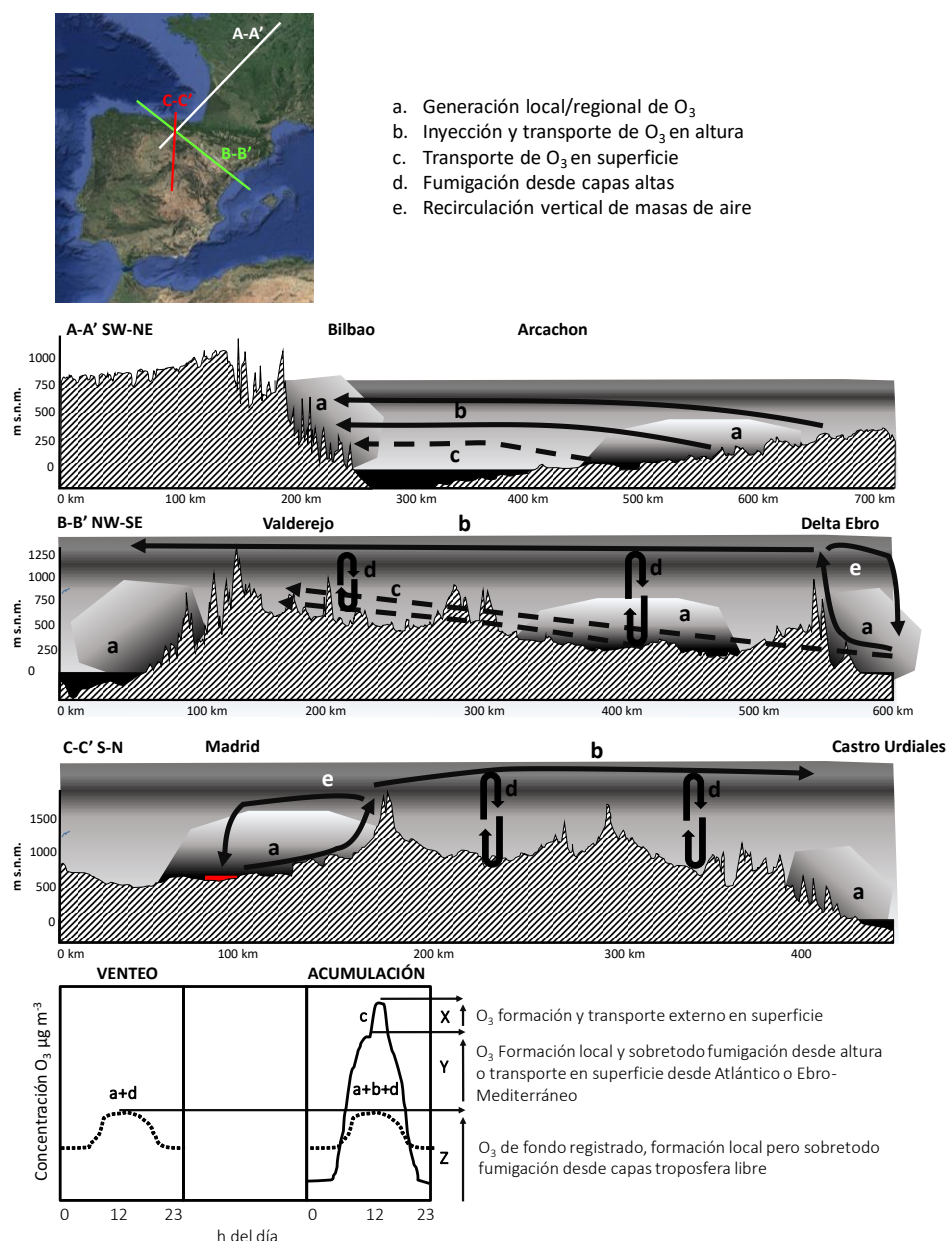 A-A’
C-C’
B-B’
a. Generación local/regional de O3
b. Inyección y transporte de O3 en altura
c. Transporte de O3 en superficie
d. Fumigación desde capas altas
e. Recirculación vertical de masas de aire
A-A’ SW-NE Bilbao Arcachon
m s.n.m.
1000
750
500
250
0
a
b
c
a
0 km 100 km 200 km 300 km 400 km 500 km 600 km 700 km
B-B’ NW-SE Valderejo b Delta Ebro
m s.n.m.
1250
1000
750
500
250
0
a
d
c
d
a
e
a
0 km 100 km 200 km 300 km 400 km 500 km 600 km
C-C’ S-N Madrid b Castro Urdiales
m s.n.m.
1500
1000
500
0
e
a
d
d
a
0 km 100 km 200 km 300 km 400
VENTEO ACUMULACIÓN
Concentración O3 µg m-3
a+d
c
a+b+d
X O3 formación y transporte externo en superficie
Y O3 Formación local y sobretodo fumigación desde altura
o transporte en superficie desde Atlántico o Ebro-
Mediterráneo
Z O3 de fondo registrado, formación local pero sobretodo
fumigación desde capas troposfera libre
0 12 23 0 12 23
h del día